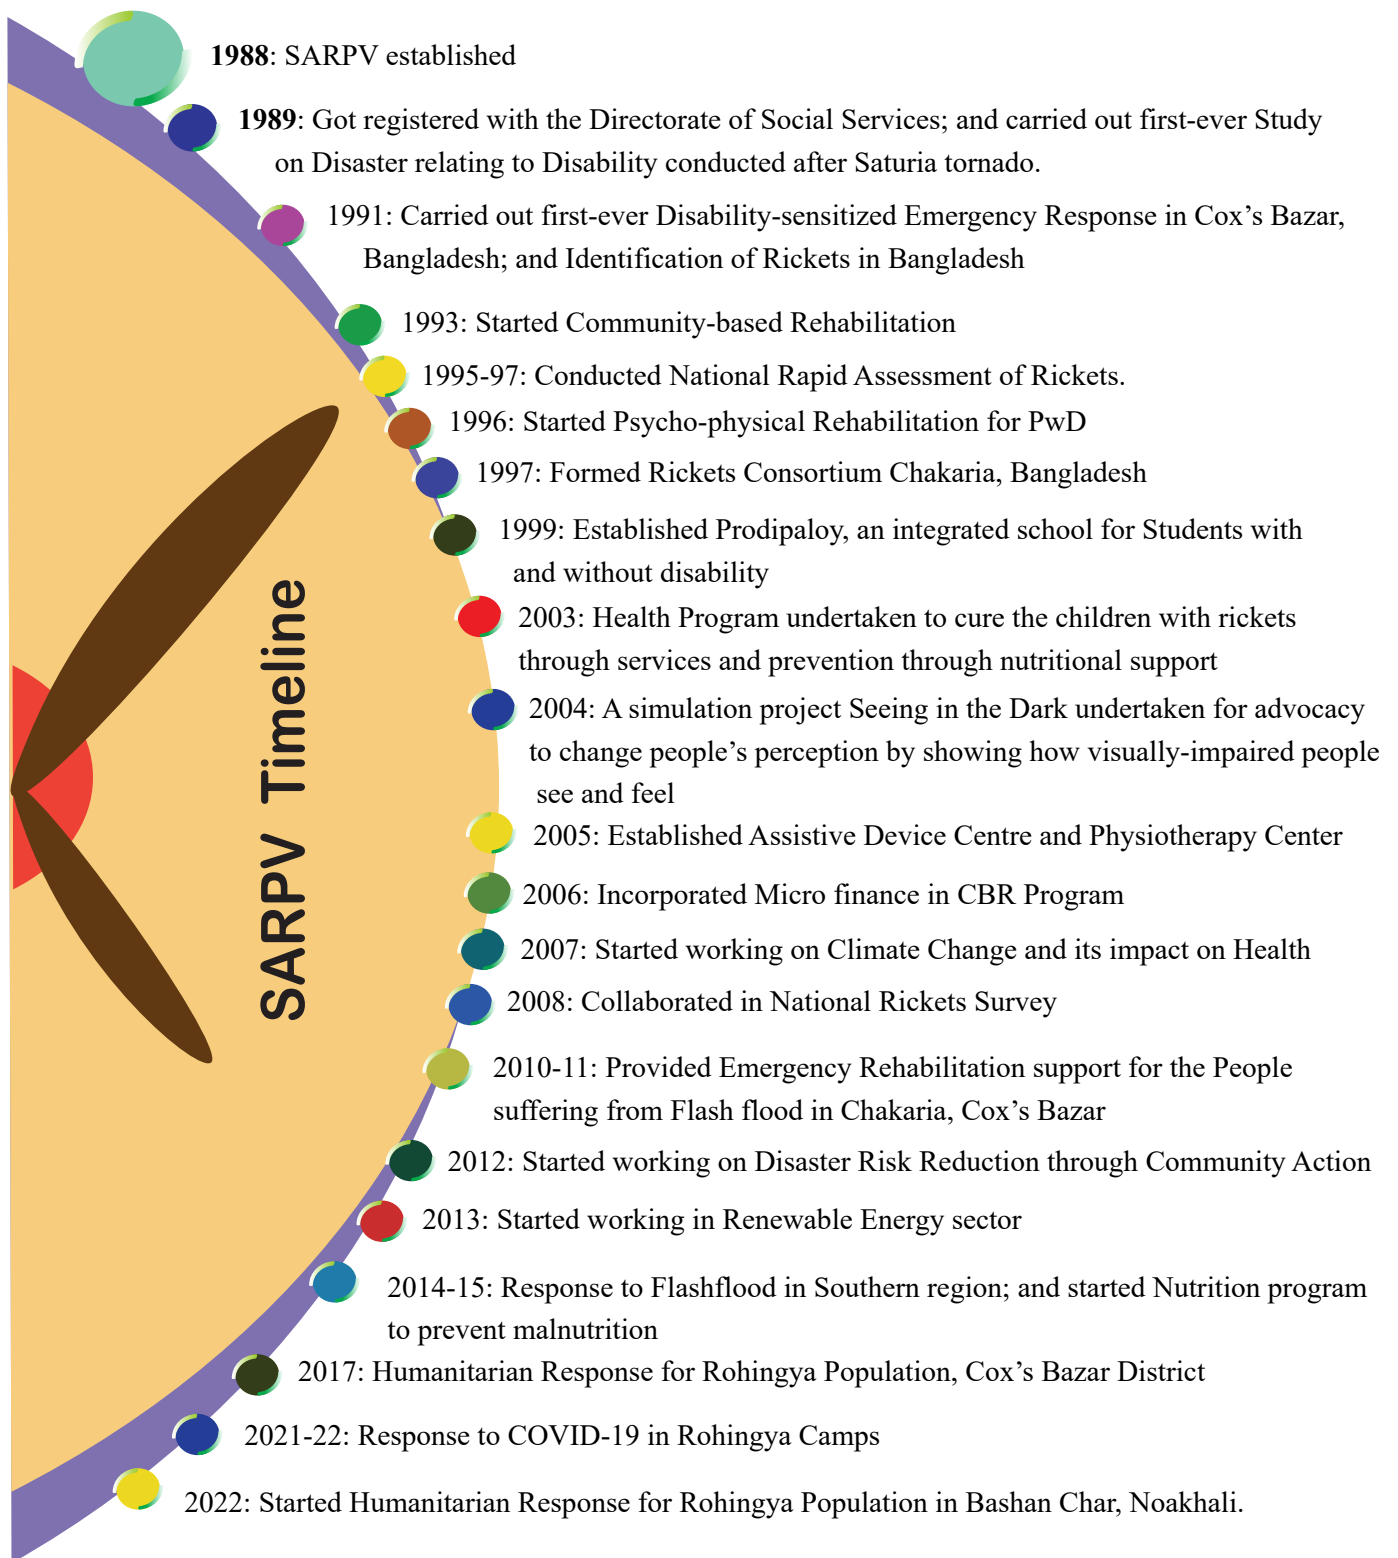 1988: SARPV established
1989: Got registered with the Directorate of Social Services; and carried out first-ever Study
on Disaster relating to Disability conducted after Saturia tornado.
1991: Carried out first-ever Disability-sensitized Emergency Response in Cox’s Bazar,
Bangladesh; and Identification of Rickets in Bangladesh
1993: Started Community-based Rehabilitation
1995-97: Conducted National Rapid Assessment of Rickets.
1996: Started Psycho-physical Rehabilitation for PwD
1997: Formed Rickets Consortium Chakaria, Bangladesh
1999: Established Prodipaloy, an integrated school for Students with
and without disability
2003: Health Program undertaken to cure the children with rickets
through services and prevention through nutritional support
2004: A simulation project Seeing in the Dark undertaken for advocacy
to change people’s perception by showing how visually-impaired people
see and feel
2005: Established Assistive Device Centre and Physiotherapy Center
2006: Incorporated Micro finance in CBR Program
2007: Started working on Climate Change and its impact on Health
2008: Collaborated in National Rickets Survey
2010-11: Provided Emergency Rehabilitation support for the People
suffering from Flash flood in Chakaria, Cox’s Bazar
2012: Started working on Disaster Risk Reduction through Community Action
2013: Started working in Renewable Energy sector
2014-15: Response to Flashflood in Southern region; and started Nutrition program
to prevent malnutrition
2017: Humanitarian Response for Rohingya Population, Cox’s Bazar District
2021-22: Response to COVID-19 in Rohingya Camps
2022: Started Humanitarian Response for Rohingya Population in Bashan Char, Noakhali.
SARPV Timeline